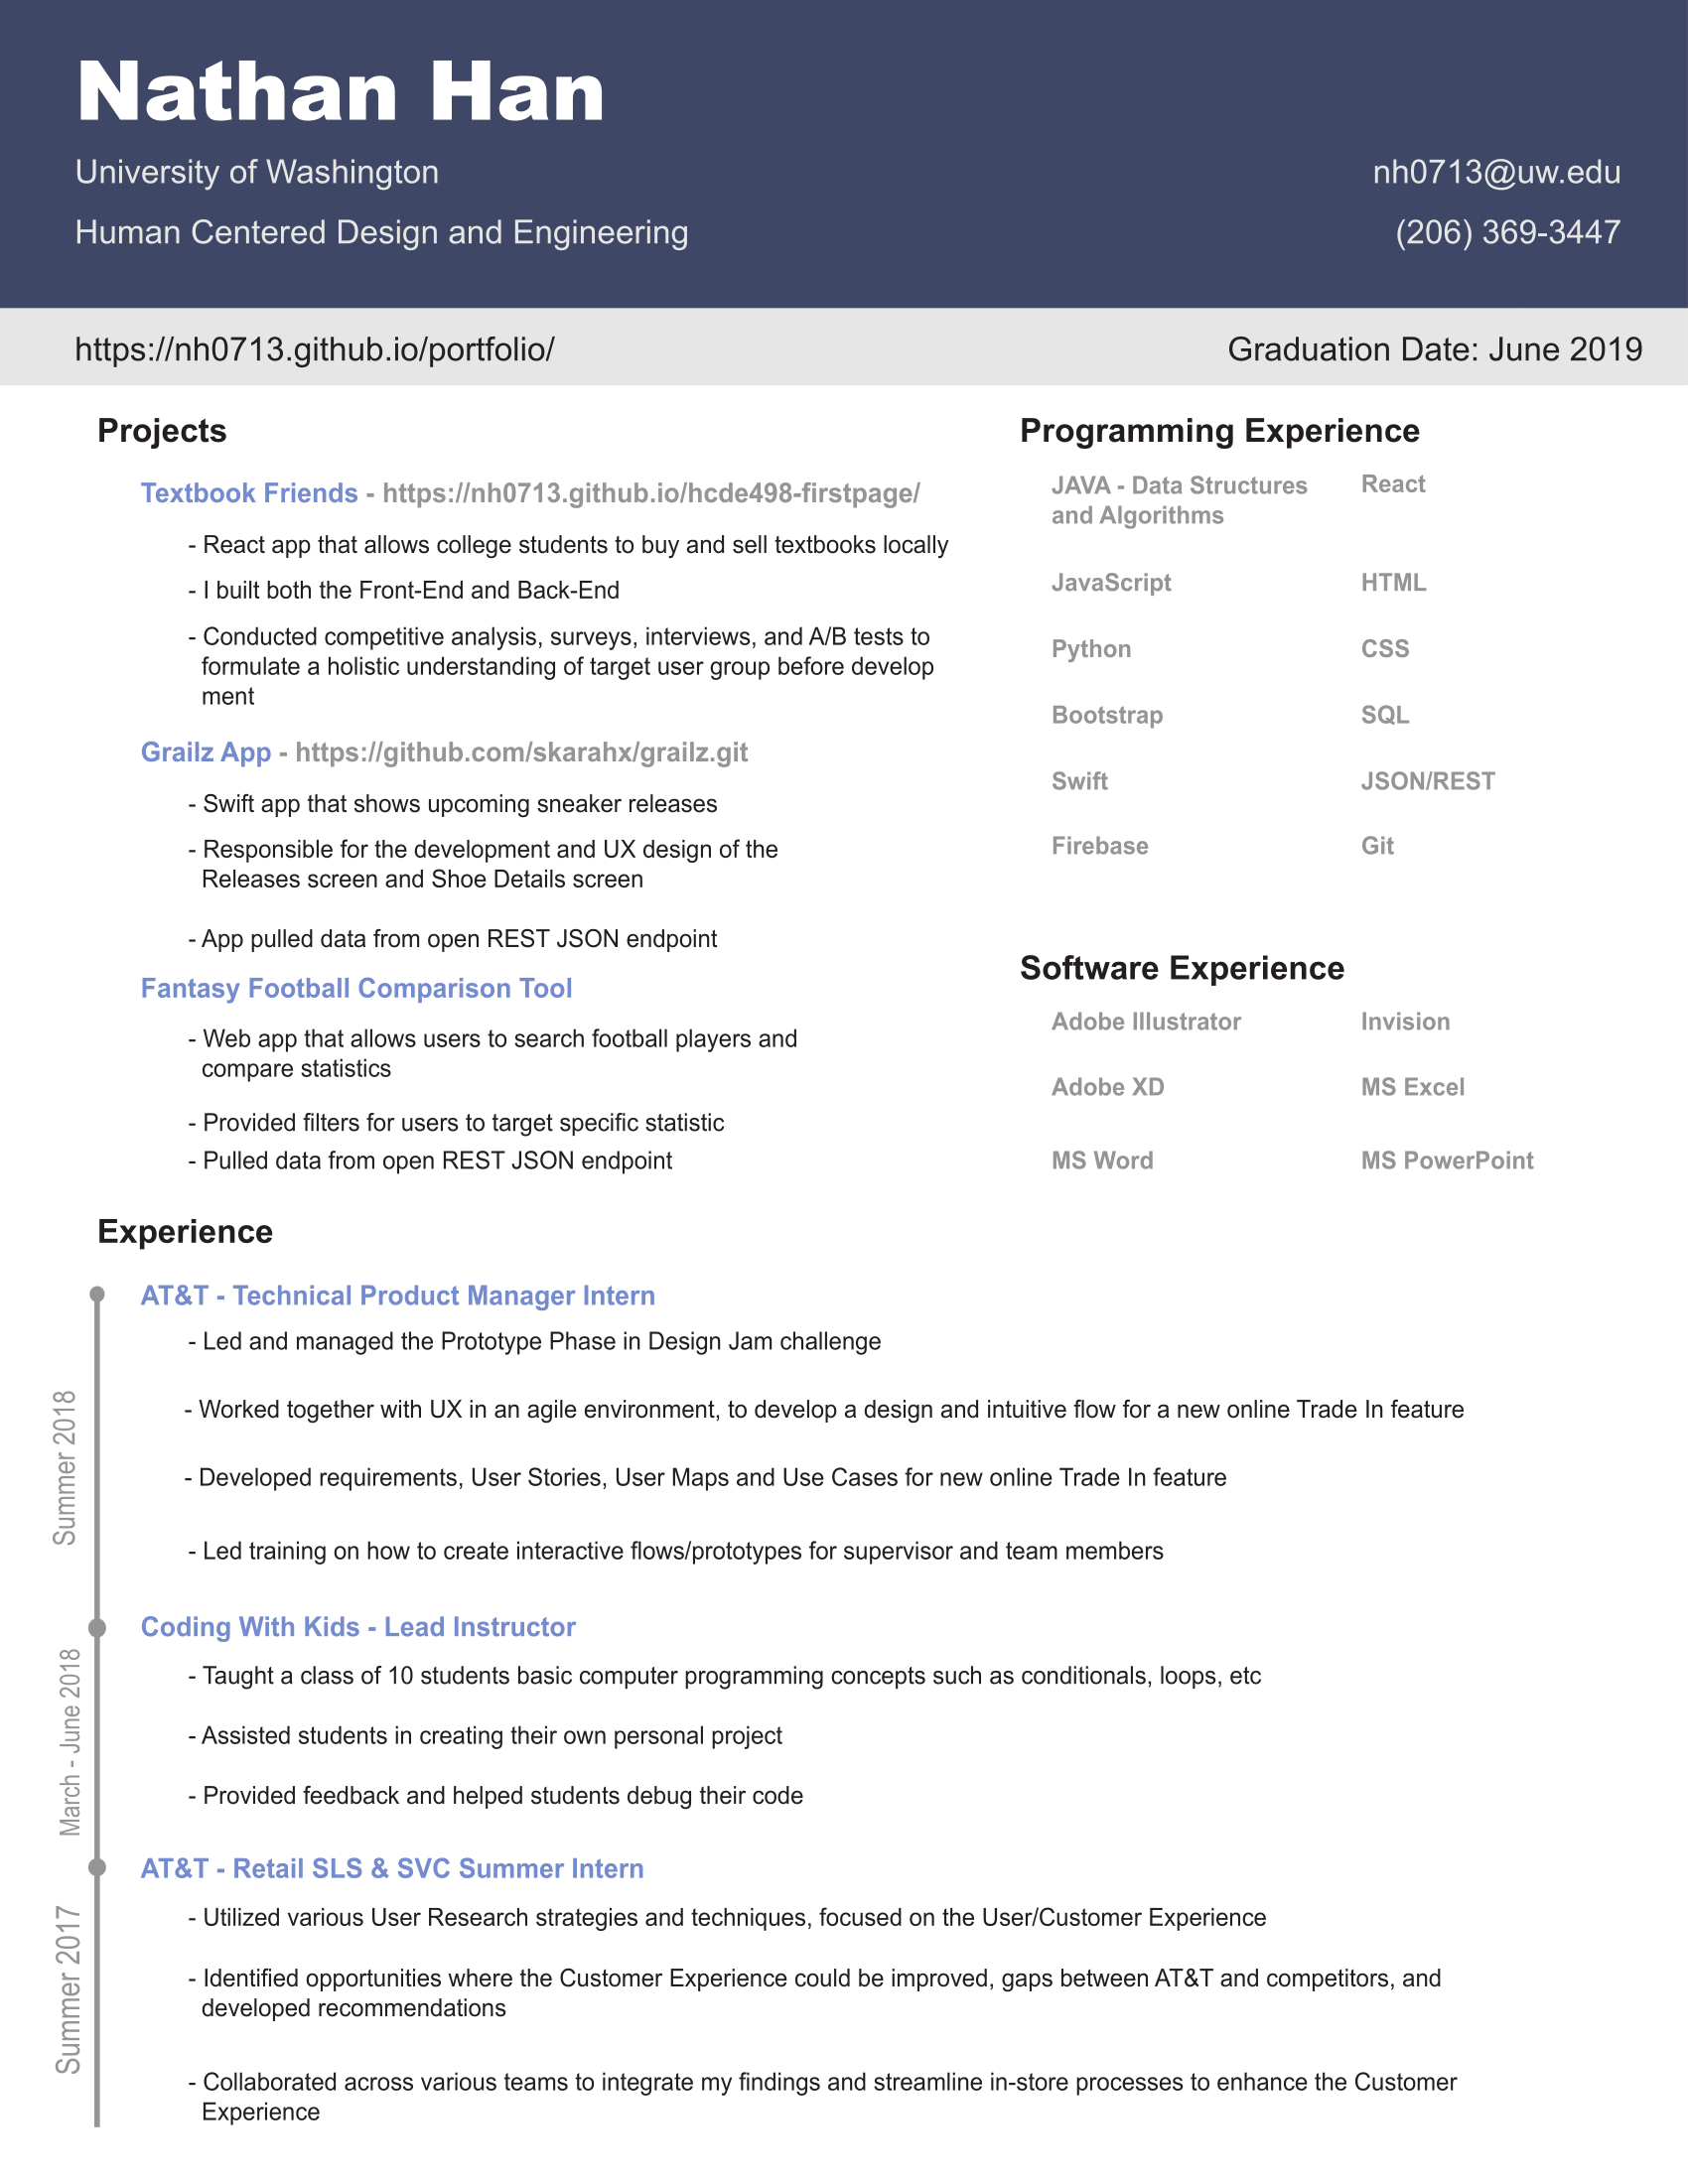 Nathan Han
University of Washington
Human Centered Design and Engineering
nh0713@uw.edu
(206) 369-3447
https://nh0713.github.io/portfolio/
Graduation Date: June 2019
Projects
Textbook Friends - https://nh0713.github.io/hcde498-firstpage/
- React app that allows college students to buy and sell textbooks locally
- I built both the Front-End and Back-End
- Conducted competitive analysis, surveys, interviews, and A/B tests to
formulate a holistic understanding of target user group before develop
ment
Grailz App - https://github.com/skarahx/grailz.git
- Swift app that shows upcoming sneaker releases
- Responsible for the development and UX design of the
Releases screen and Shoe Details screen
- App pulled data from open REST JSON endpoint
Fantasy Football Comparison Tool
- Web app that allows users to search football players and
compare statistics
- Provided filters for users to target specific statistic
- Pulled data from open REST JSON endpoint
Programming Experience
JAVA - Data Structures
and Algorithms
React
JavaScript
HTML
Python
CSS
Bootstrap
SQL
Swift
JSON/REST
Firebase
Git
Software Experience
Adobe Illustrator
Invision
Adobe XD
MS Excel
MS Word
MS PowerPoint
Experience
Summer 2018
AT&T - Technical Product Manager Intern
- Led and managed the Prototype Phase in Design Jam challenge
- Worked together with UX in an agile environment, to develop a design and intuitive flow for a new online Trade In feature
- Developed requirements, User Stories, User Maps and Use Cases for new online Trade In feature
- Led training on how to create interactive flows/prototypes for supervisor and team members
March - June 2018
Coding With Kids - Lead Instructor
- Taught a class of 10 students basic computer programming concepts such as conditionals, loops, etc
- Assisted students in creating their own personal project
- Provided feedback and helped students debug their code
Summer 2017
AT&T - Retail SLS & SVC Summer Intern
- Utilized various User Research strategies and techniques, focused on the User/Customer Experience
- Identified opportunities where the Customer Experience could be improved, gaps between AT&T and competitors, and
developed recommendations
- Collaborated across various teams to integrate my findings and streamline in-store processes to enhance the Customer
Experience